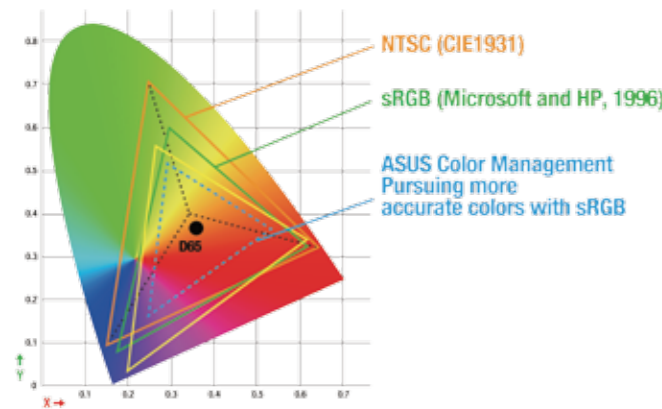 0.8
NTSC (CIE1931)
0.7
sRGB (Microsoft and HP, 1996)
0.6
0.5
ASUS Color Management
Pursuing more
accurate colors with sRGB
0.4
D65
0.3
0.2
0.1
Y
0
X
0.1
0.2
0.3
0.4
0.5
0.6
0.7